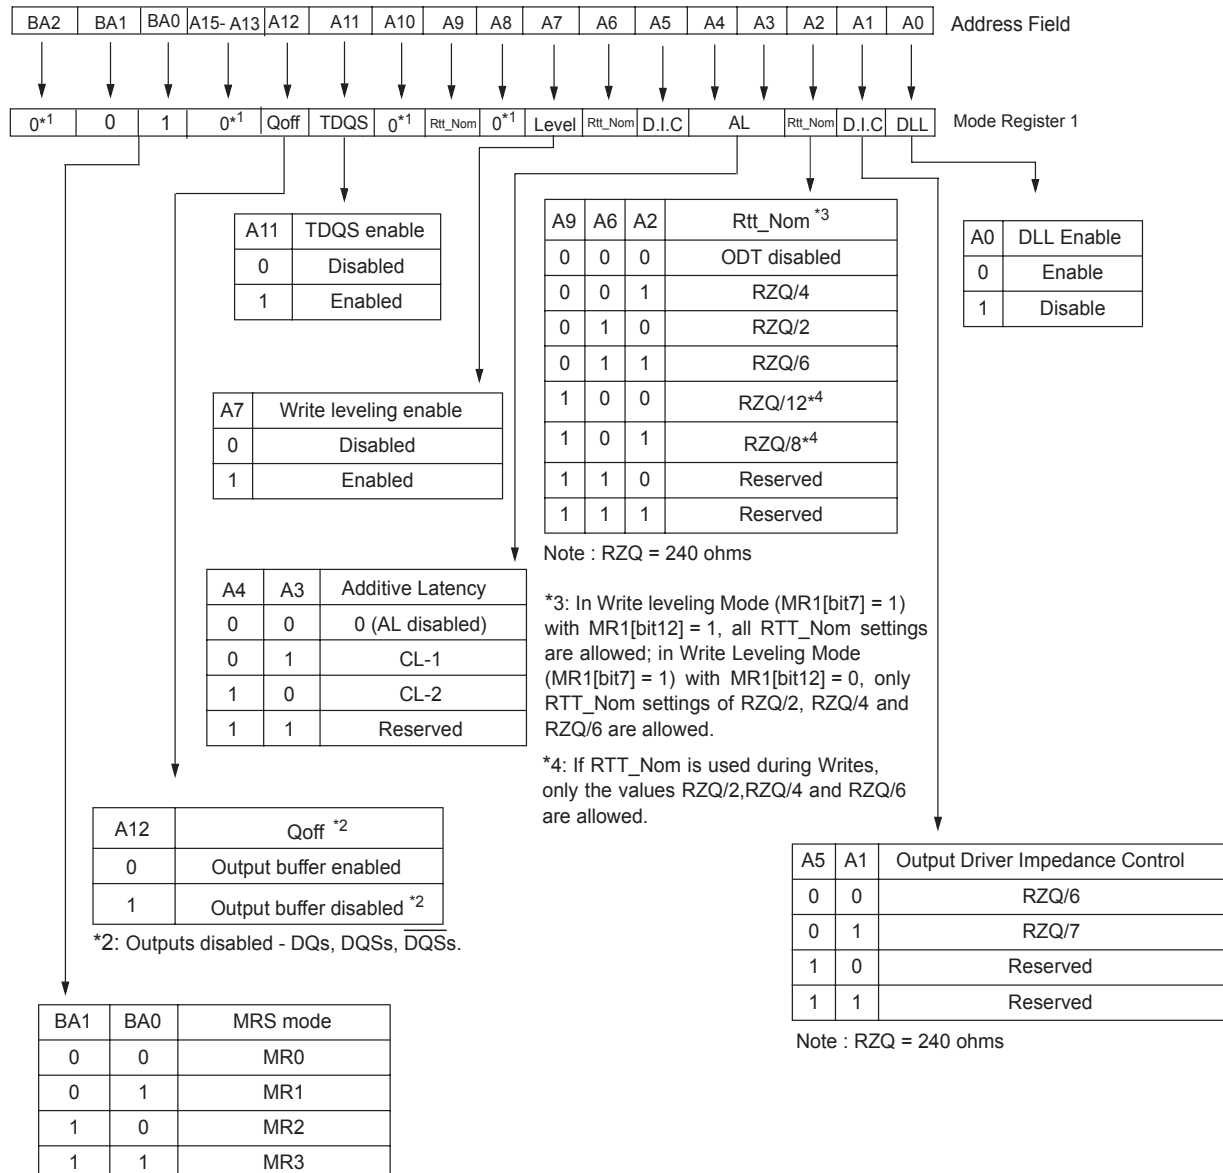 BA2 BA1 BA0 A15- A13 A12 A11 A10 A9 A8 A7 A6 A5 A4 A3 A2 A1 A0 Address Field
0*1 0 1 0*1 Qoff TDQS 0*1 Rtt_Nom 0*1 Level Rtt_Nom D.I.C AL Rtt_Nom D.I.C DLL Mode Register 1
A11 TDQS enable
0 Disabled
1 Enabled
A9 A6 A2 Rtt_Nom *3
0 0 0 ODT disabled
0 0 1 RZQ/4
0 1 0 RZQ/2
0 1 1 RZQ/6
1 0 0 RZQ/12*4
1 0 1 RZQ/8*4
1 1 0 Reserved
1 1 1 Reserved
Note : RZQ = 240 ohms
A0 DLL Enable
0 Enable
1 Disable
A7 Write leveling enable
0 Disabled
1 Enabled
A4 A3 Additive Latency
0 0 0 (AL disabled)
0 1 CL-1
1 0 CL-2
1 1 Reserved
*3: In Write leveling Mode (MR1[bit7] = 1)
with MR1[bit12] = 1, all RTT_Nom settings
are allowed; in Write Leveling Mode
(MR1[bit7] = 1) with MR1[bit12] = 0, only
RTT_Nom settings of RZQ/2, RZQ/4 and
RZQ/6 are allowed.
*4: If RTT_Nom is used during Writes,
only the values RZQ/2,RZQ/4 and RZQ/6
are allowed.
A12 Qoff *2
0 Output buffer enabled
1 Output buffer disabled *2
*2: Outputs disabled - DQs, DQSs, DQSs.
A5 A1 Output Driver Impedance Control
0 0 RZQ/6
0 1 RZQ/7
1 0 Reserved
1 1 Reserved
Note : RZQ = 240 ohms
BA1 BA0 MRS mode
0 0 MR0
0 1 MR1
1 0 MR2
1 1 MR3